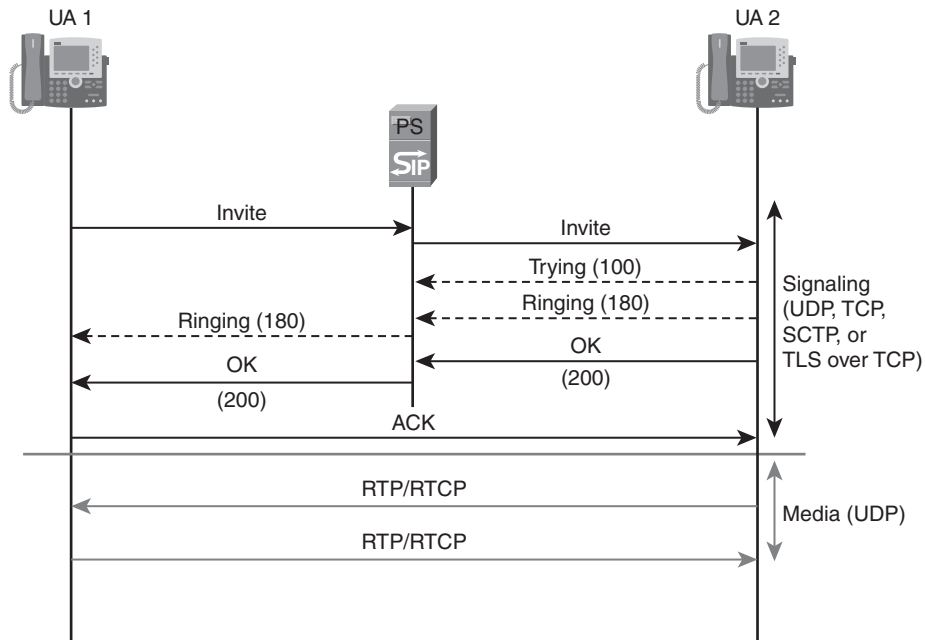 UA 1
UA 2
PS
SIP
Invite
Invite
Trying (100)
Ringing (180)
Ringing (180)
OK
(200)
OK
(200)
ACK
Signaling
(UDP, TCP,
SCTP, or
TLS over TCP)
RTP/RTCP
RTP/RTCP
Media (UDP)